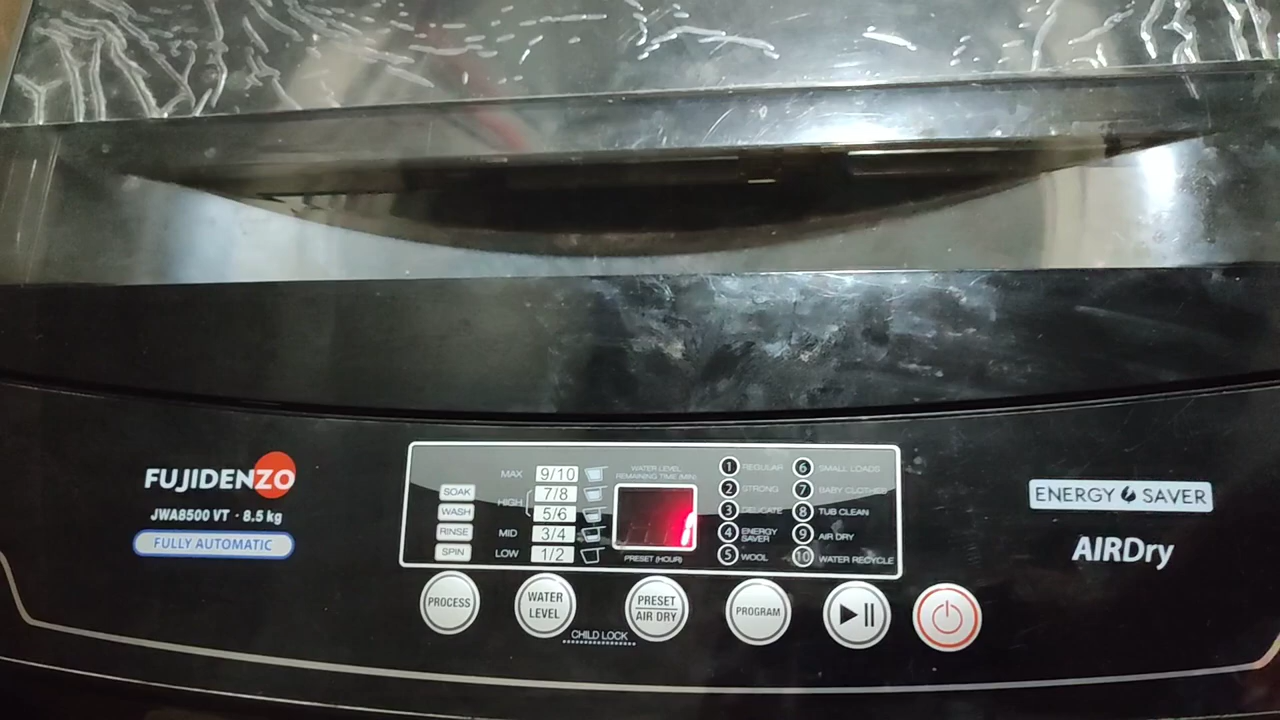 FUJIDENZO
JWA8500 VT · 8.5 kg
FULLY AUTOMATIC
SOAK
WASH
RINSE
SPIN
MAX 9/10
HIGH 7/8
5/6
MID 3/4
LOW 1/2
WATER LEVEL
REMAINING TIME (MIN)
PRESET (HOUR)
1 REGULAR
2 STRONG
3 DELICATE
4 ENERGY SAVER
5 WOOL
6 SMALL LOADS
7 BABY CLOTHES
8 TUB CLEAN
9 AIR DRY
10 WATER RECYCLE
PROCESS
WATER
LEVEL
PRESET
AIR DRY
PROGRAM
CHILD LOCK
ENERGY SAVER
AIRDry